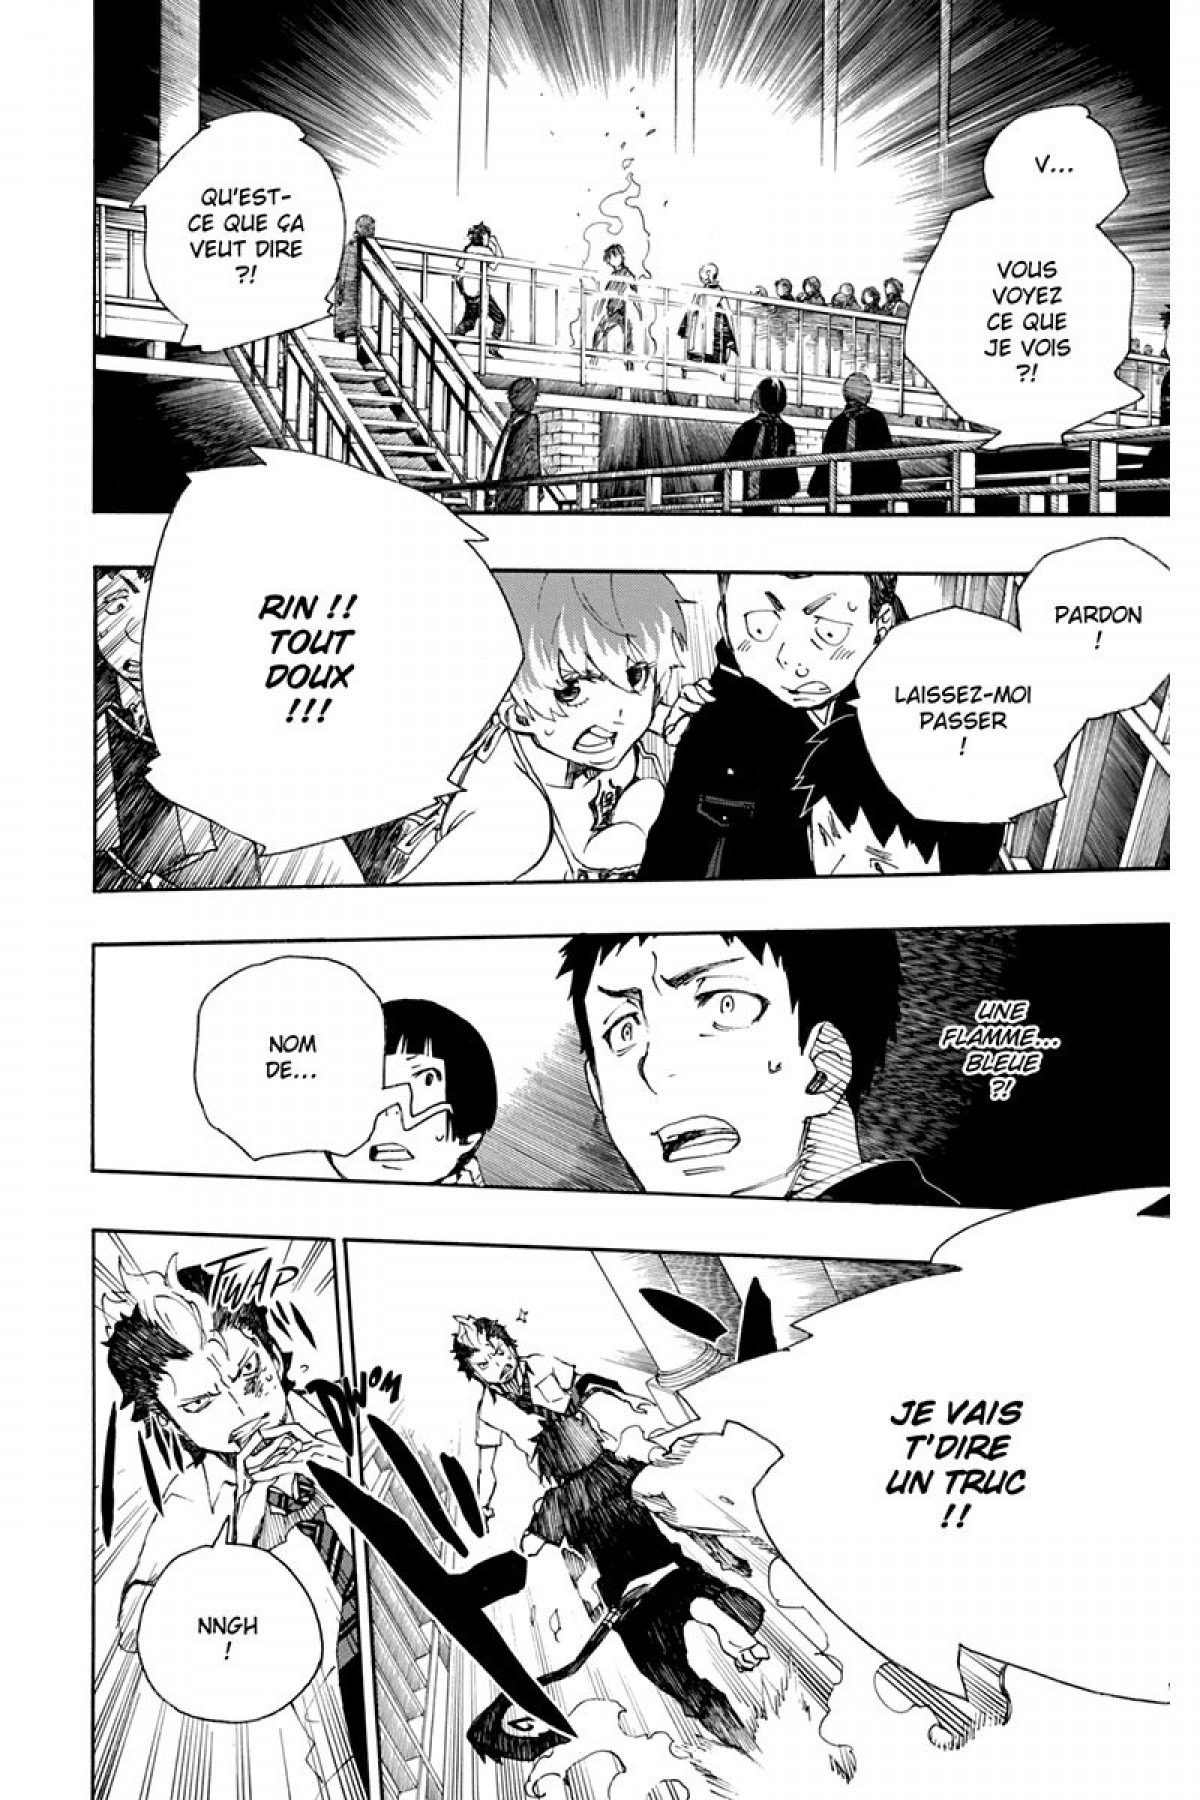 V...
VOUS
VOYEZ
CE QUE
JE VOIS
?!
QU'EST-
CE QUE ÇA
VEUT DIRE
?!
PARDON
!
LAISSEZ-MOI
PASSER
!
RIN !!
TOUT
DOUX
!!!
UNE
FLAMME...
BLEUE
?!
NOM
DE...
JE VAIS
T'DIRE
UN TRUC
!!
DWOM
FWAP
NNGH
!